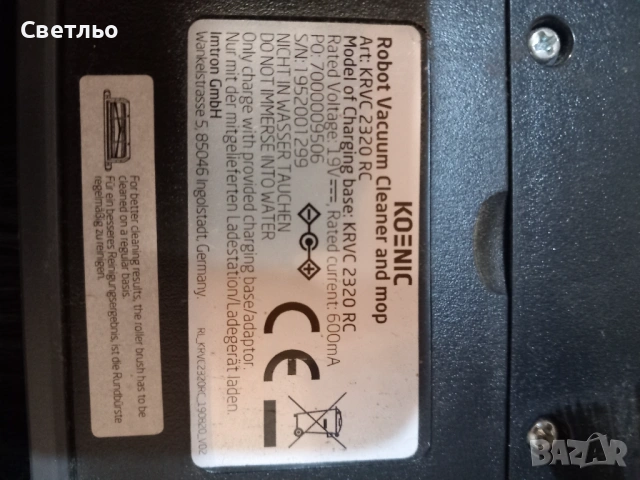 Светльо
KOENIC
Robot Vacuum Cleaner and mop
Art: KRVC 2320 RC
Model of Charging base: KRVC 2320 RC
Rated Voltage: 19V⎓, Rated current: 600mA
PO: 7000009506
S/N: 1952001299
NICHT IN WASSER TAUCHEN
DO NOT IMMERSE INTO WATER
Only charge with provided charging base/adaptor.
Nur mit der mitgelieferten Ladestation/Ladegerät laden.
Imtron GmbH
Wankelstrasse 5, 85046 Ingolstadt, Germany.
RL_KRVC2320RC_190820_V02
CE
For better cleaning results, the roller brush has to be
cleaned on a regular basis.
Für ein besseres Reinigungsergebnis, ist die Rundbürste
regelmäßig zu reinigen.
bazar